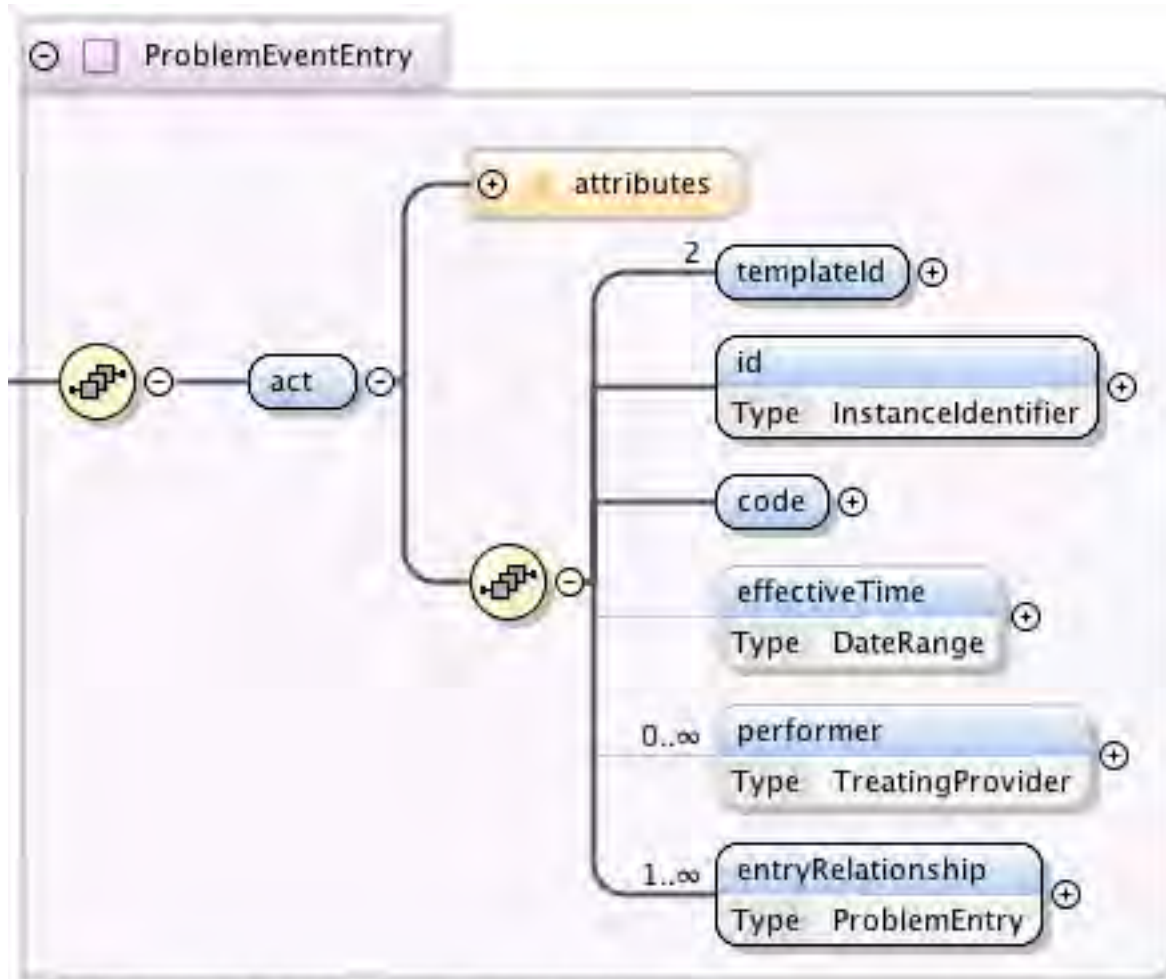 ProblemEventEntry
attributes
2
templateId
id
Type InstanceIdentifier
act
code
effectiveTime
Type DateRange
0..∞
performer
Type TreatingProvider
1..∞
entryRelationship
Type ProblemEntry